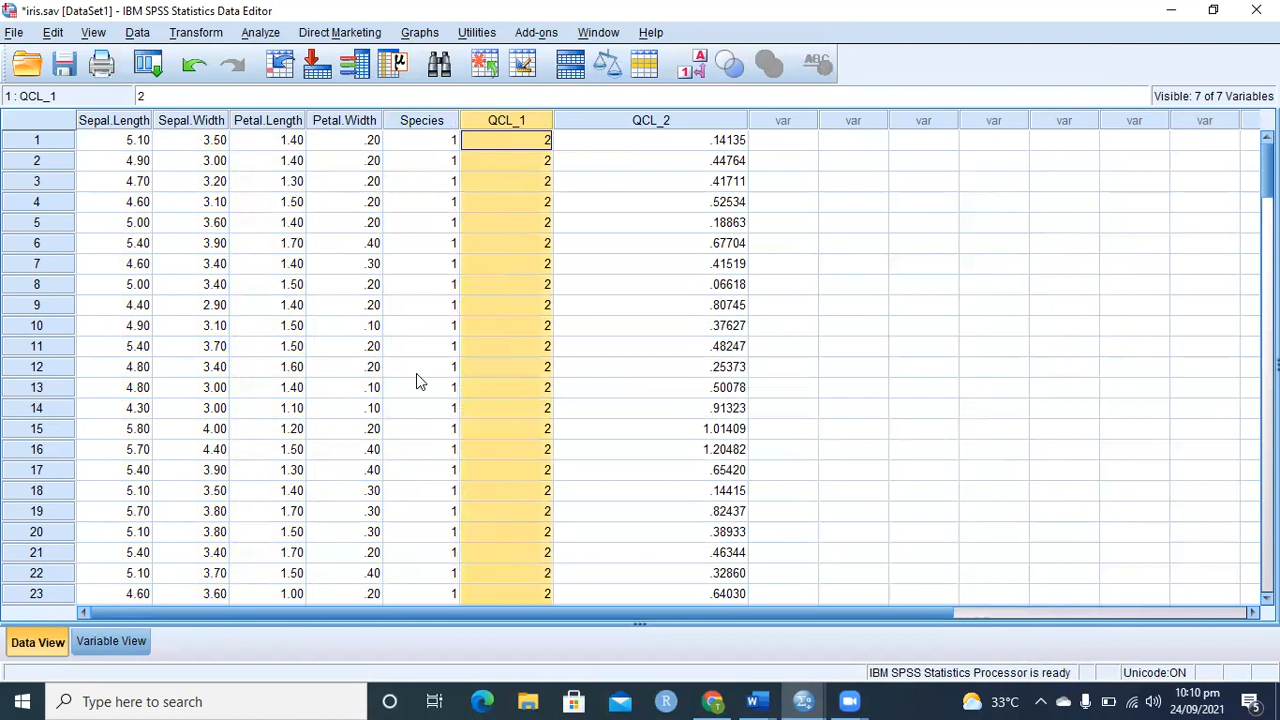 *iris.sav [DataSet1] - IBM SPSS Statistics Data Editor
File Edit View Data Transform Analyze Direct Marketing Graphs Utilities Add-ons Window Help
1 : QCL_1 2 Visible: 7 of 7 Variables
Sepal.Length Sepal.Width Petal.Length Petal.Width Species QCL_1 QCL_2 var var var var var var var
1 5.10 3.50 1.40 .20 1 2 .14135
2 4.90 3.00 1.40 .20 1 2 .44764
3 4.70 3.20 1.30 .20 1 2 .41711
4 4.60 3.10 1.50 .20 1 2 .52534
5 5.00 3.60 1.40 .20 1 2 .18863
6 5.40 3.90 1.70 .40 1 2 .67704
7 4.60 3.40 1.40 .30 1 2 .41519
8 5.00 3.40 1.50 .20 1 2 .06618
9 4.40 2.90 1.40 .20 1 2 .80745
10 4.90 3.10 1.50 .10 1 2 .37627
11 5.40 3.70 1.50 .20 1 2 .48247
12 4.80 3.40 1.60 .20 1 2 .25373
13 4.80 3.00 1.40 .10 1 2 .50078
14 4.30 3.00 1.10 .10 1 2 .91323
15 5.80 4.00 1.20 .20 1 2 1.01409
16 5.70 4.40 1.50 .40 1 2 1.20482
17 5.40 3.90 1.30 .40 1 2 .65420
18 5.10 3.50 1.40 .30 1 2 .14415
19 5.70 3.80 1.70 .30 1 2 .82437
20 5.10 3.80 1.50 .30 1 2 .38933
21 5.40 3.40 1.70 .20 1 2 .46344
22 5.10 3.70 1.50 .40 1 2 .32860
23 4.60 3.60 1.00 .20 1 2 .64030
Data View Variable View
IBM SPSS Statistics Processor is ready Unicode:ON
Type here to search 33°C 10:10 pm
24/09/2021